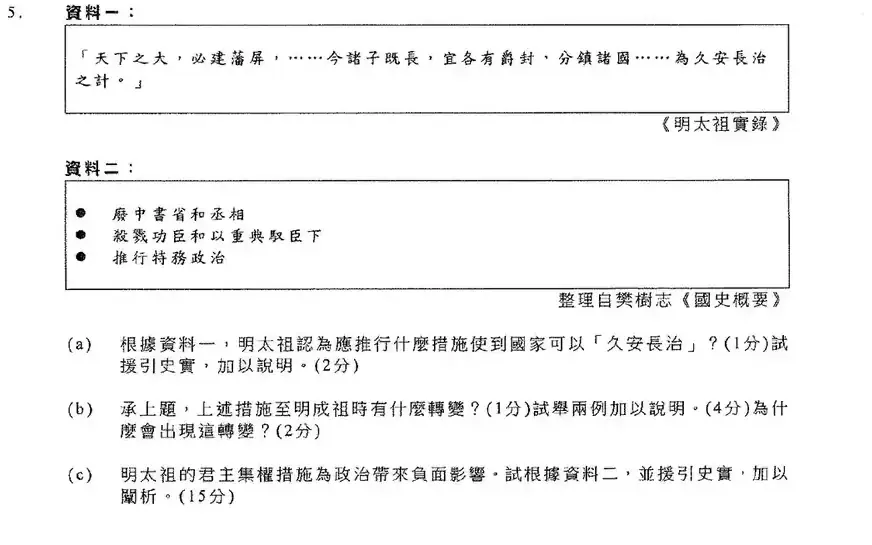 5. 資料一：
「天下之大，必建藩屏，……今諸子既長，宜各有爵封，分鎮諸國……為久安長治
之計。」
《明太祖實錄》
資料二：
● 廢中書省和丞相
● 殺戮功臣和以重典馭臣下
● 推行特務政治
整理自樊樹志《國史概要》
(a) 根據資料一，明太祖認為應推行什麼措施使到國家可以「久安長治」？(1分)試
援引史實，加以說明。(2分)
(b) 承上題，上述措施至明成祖時有什麼轉變？(1分)試舉兩例加以說明。(4分)為什
麼會出現這轉變？(2分)
(c) 明太祖的君主集權措施為政治帶來負面影響。試根據資料二，並援引史實，加以
闡析。(15分)